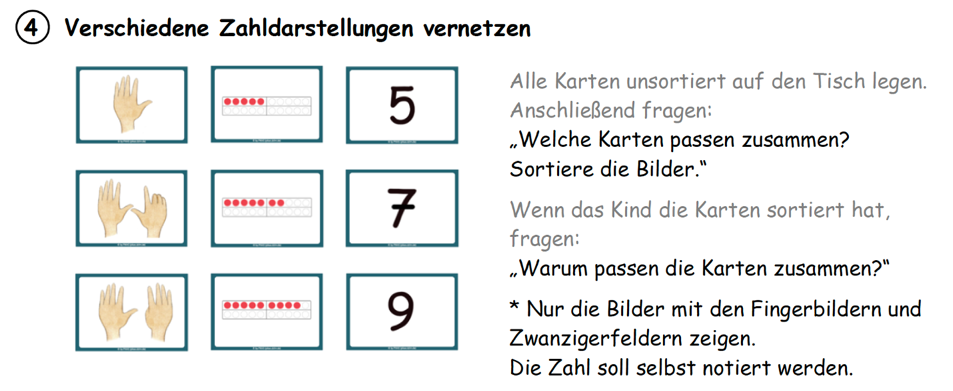 4 Verschiedene Zahldarstellungen vernetzen
5
7
9
Alle Karten unsortiert auf den Tisch legen.
Anschließend fragen:
„Welche Karten passen zusammen?
Sortiere die Bilder.“
Wenn das Kind die Karten sortiert hat,
fragen:
„Warum passen die Karten zusammen?“
* Nur die Bilder mit den Fingerbildern und
Zwanzigerfeldern zeigen.
Die Zahl soll selbst notiert werden.